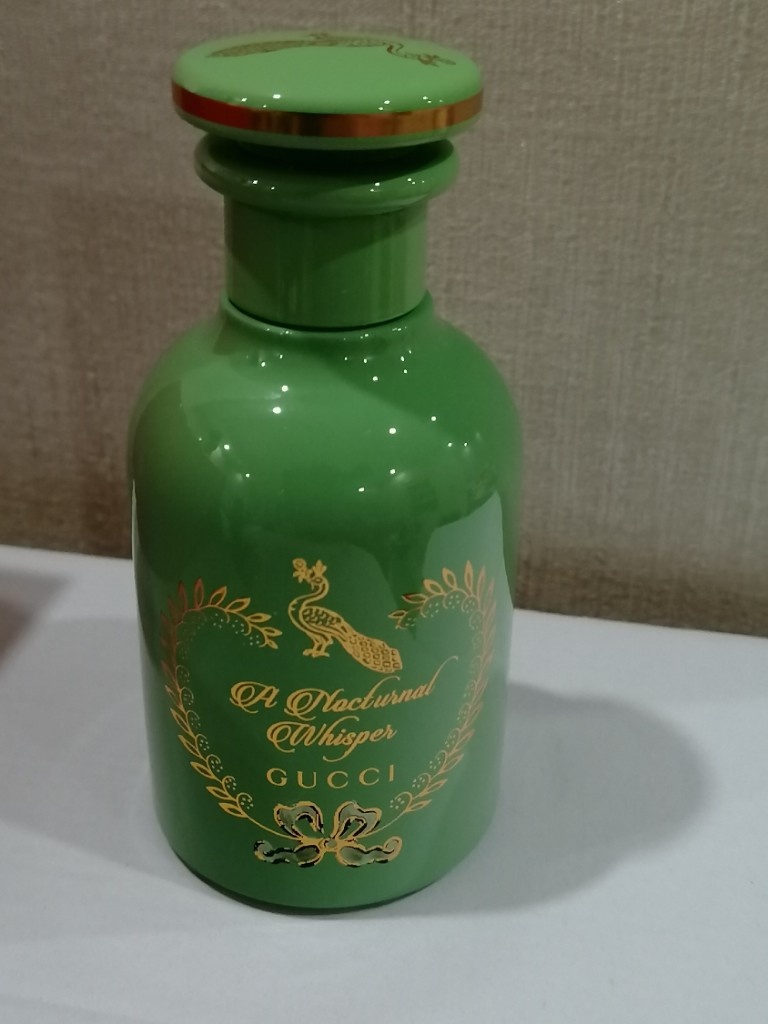 A Nocturnal
Whisper
GUCCI